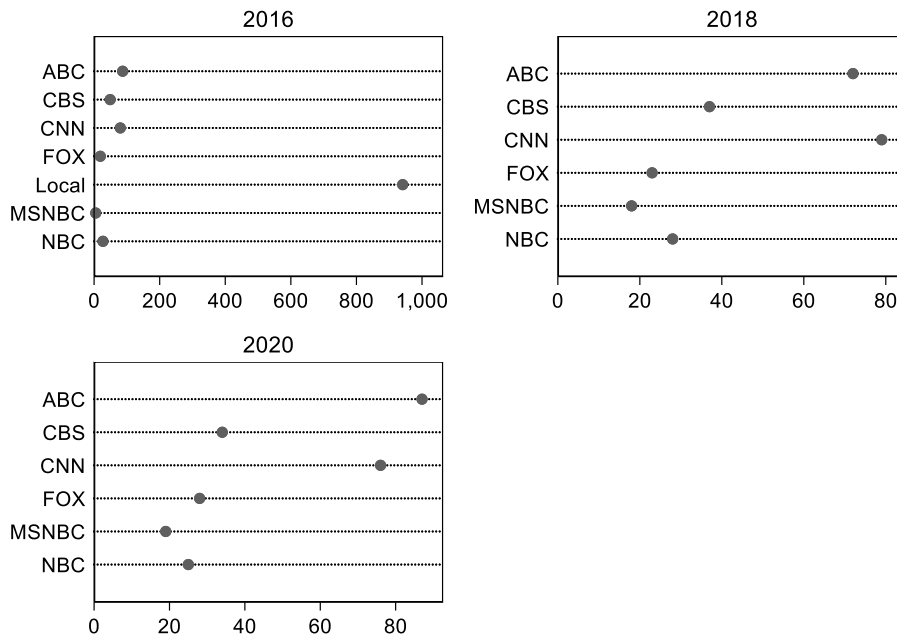 2016
ABC
CBS
CNN
FOX
Local
MSNBC
NBC
0 200 400 600 800 1,000
2018
ABC
CBS
CNN
FOX
MSNBC
NBC
0 20 40 60 80
2020
ABC
CBS
CNN
FOX
MSNBC
NBC
0 20 40 60 80